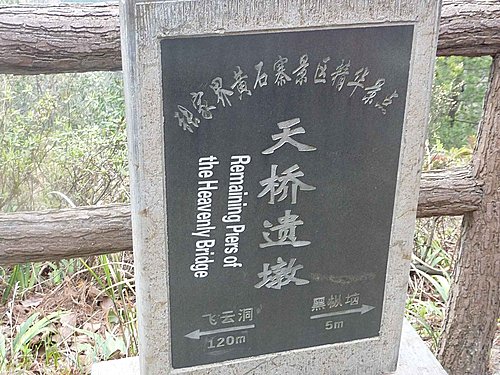 张家界黄石寨景区精华景点
天桥遗墩
Remaining Piers of
the Heavenly Bridge
飞云洞
120m
黑枞垴
5m